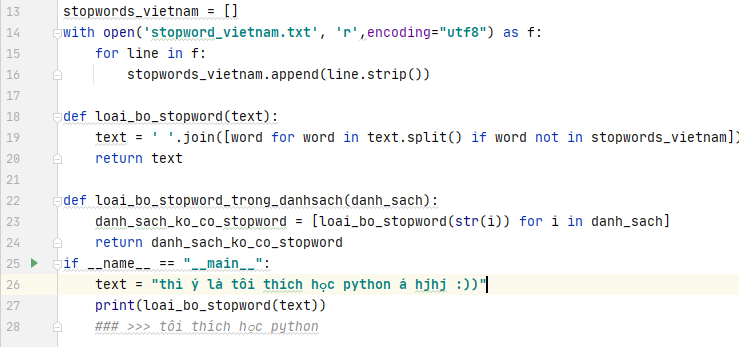 13 stopwords_vietnam = []
14 with open('stopword_vietnam.txt', 'r',encoding="utf8") as f:
15     for line in f:
16         stopwords_vietnam.append(line.strip())
17
18 def loai_bo_stopword(text):
19     text = ' '.join([word for word in text.split() if word not in stopwords_vietnam])
20     return text
21
22 def loai_bo_stopword_trong_danhsach(danh_sach):
23     danh_sach_ko_co_stopword = [loai_bo_stopword(str(i)) for i in danh_sach]
24     return danh_sach_ko_co_stopword
25 if __name__ == "__main__":
26     text = "thì ý là tôi thích học python á hjhj :))"
27     print(loai_bo_stopword(text))
28     ### >>> tôi thích học python